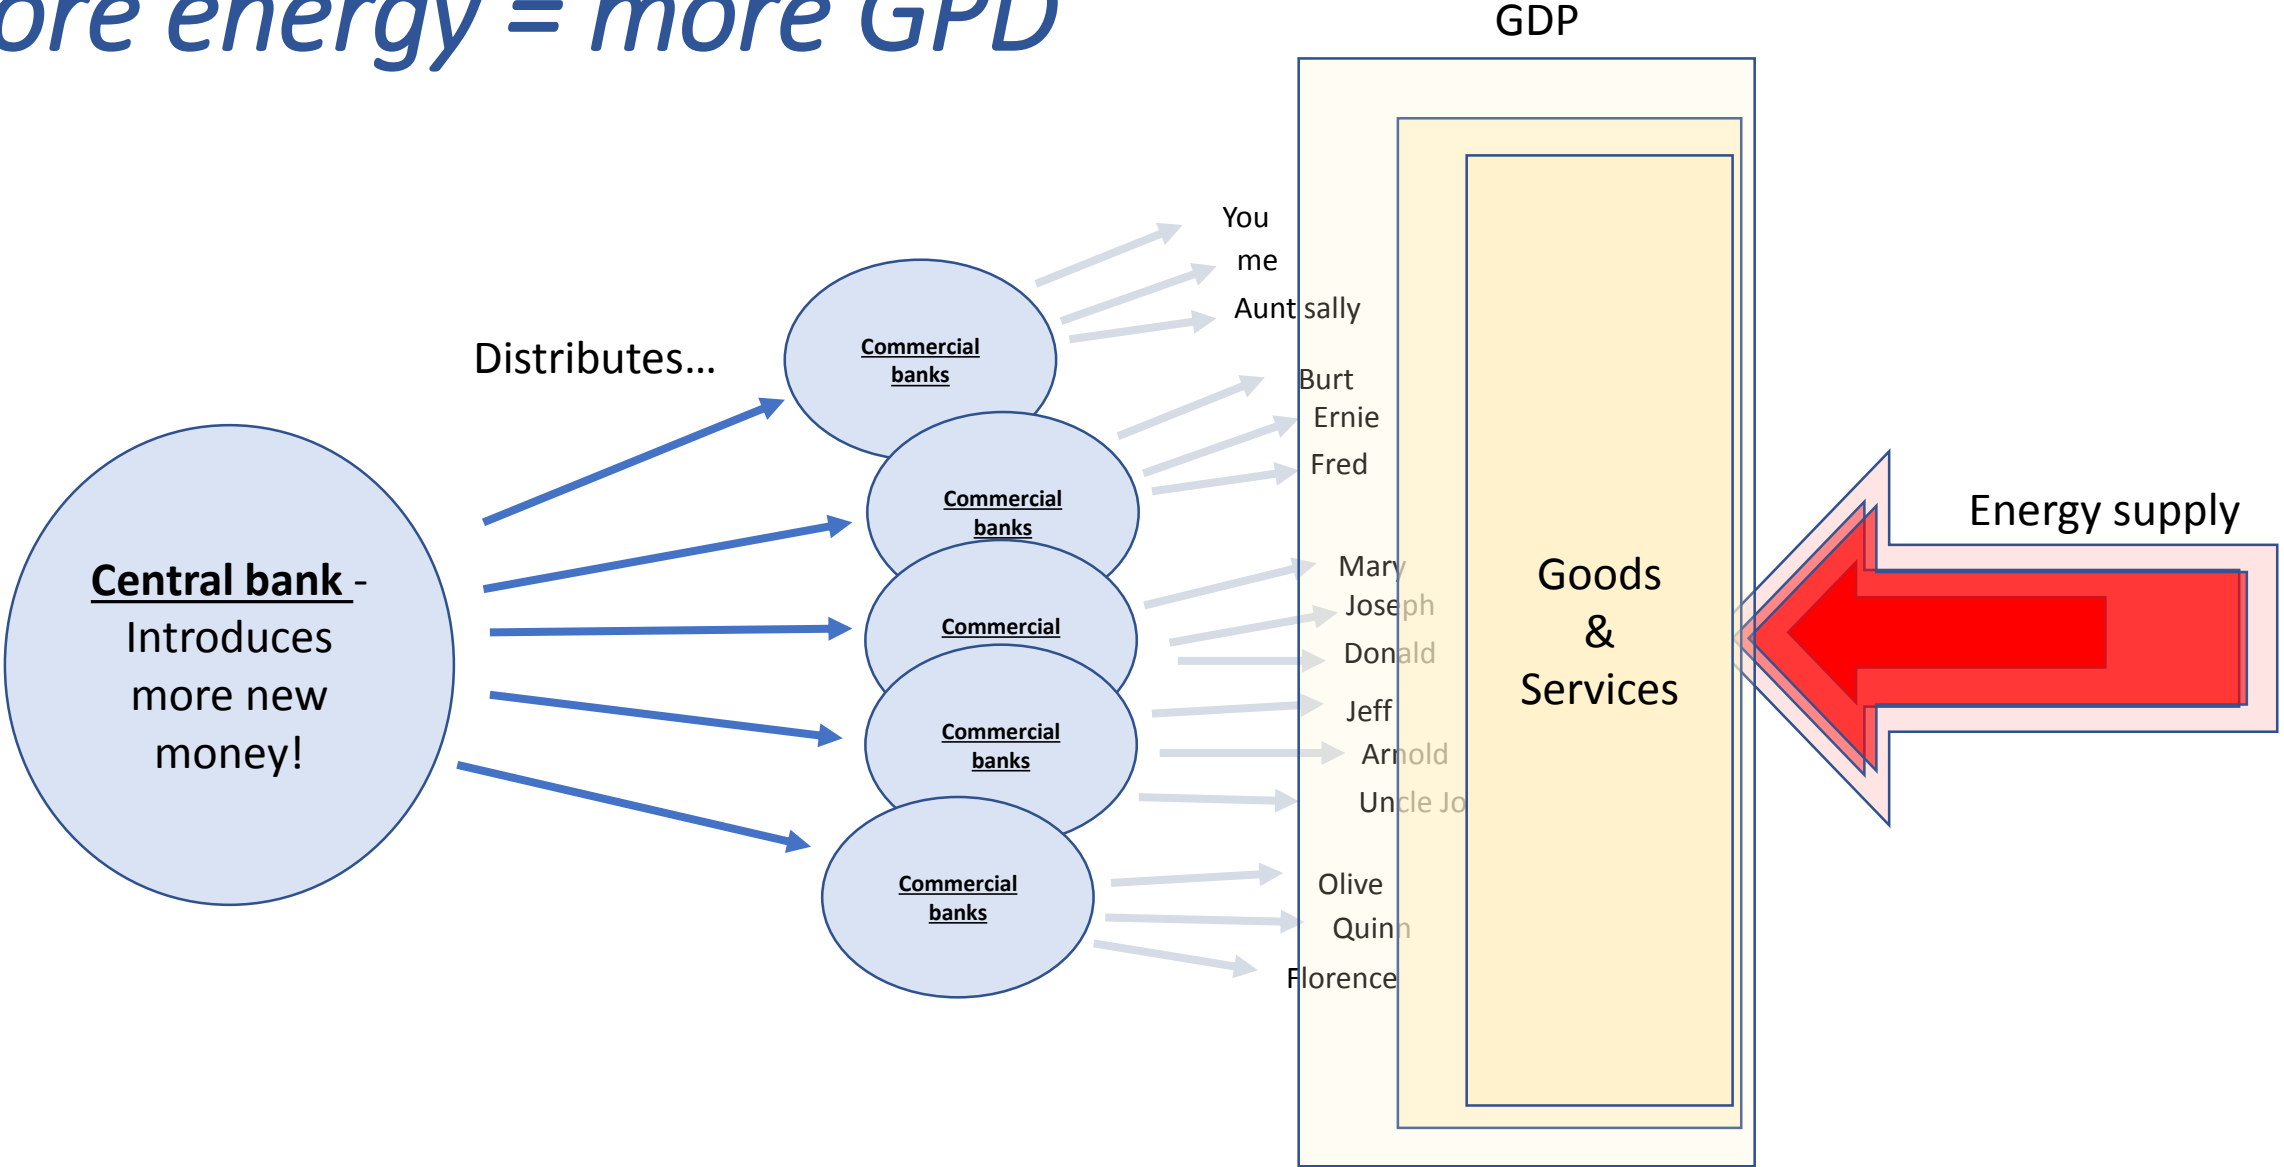 ore energy = more GPD
GDP
Distributes...
Central bank -
Introduces
more new
money!
Commercial
banks
Commercial
banks
Commercial
Commercial
banks
Commercial
banks
You
me
Aunt sally
Burt
Ernie
Fred
Mary
Joseph
Donald
Jeff
Arnold
Uncle Jo
Olive
Quinn
Florence
Goods
&
Services
Energy supply